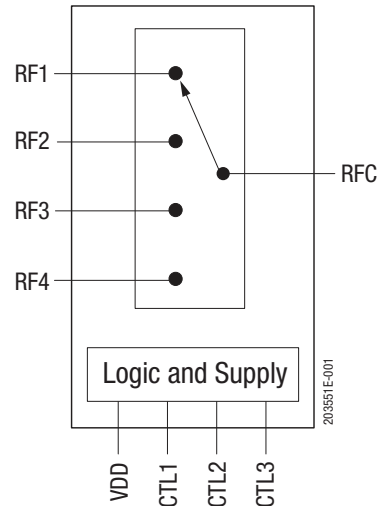 RF1
RF2
RFC
RF3
RF4
Logic and Supply
203551E-001
VDD
CTL1
CTL2
CTL3